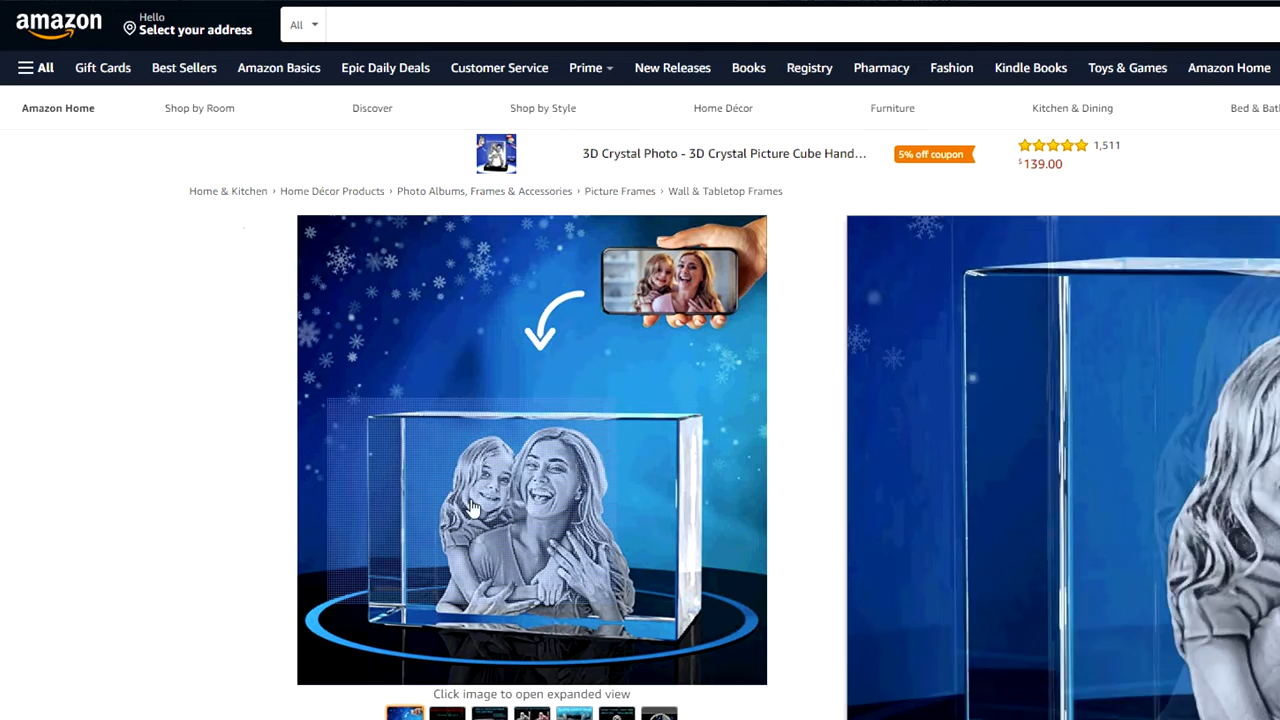 amazon
Hello
Select your address
All
All
Gift Cards
Best Sellers
Amazon Basics
Epic Daily Deals
Customer Service
Prime
New Releases
Books
Registry
Pharmacy
Fashion
Kindle Books
Toys & Games
Amazon Home
Amazon Home
Shop by Room
Discover
Shop by Style
Home Décor
Furniture
Kitchen & Dining
Bed & Bat
3D Crystal Photo - 3D Crystal Picture Cube Hand...
5% off coupon
1,511
$139.00
Home & Kitchen › Home Décor Products › Photo Albums, Frames & Accessories › Picture Frames › Wall & Tabletop Frames
Click image to open expanded view